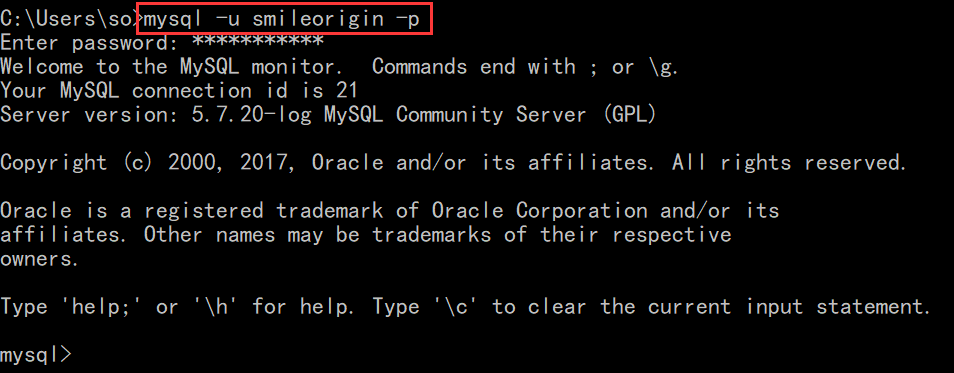 C:\Users\so>mysql -u smileorigin -p
Enter password: ***********
Welcome to the MySQL monitor.  Commands end with ; or \g.
Your MySQL connection id is 21
Server version: 5.7.20-log MySQL Community Server (GPL)
Copyright (c) 2000, 2017, Oracle and/or its affiliates. All rights reserved.
Oracle is a registered trademark of Oracle Corporation and/or its
affiliates. Other names may be trademarks of their respective
owners.
Type 'help;' or '\h' for help. Type '\c' to clear the current input statement.
mysql>